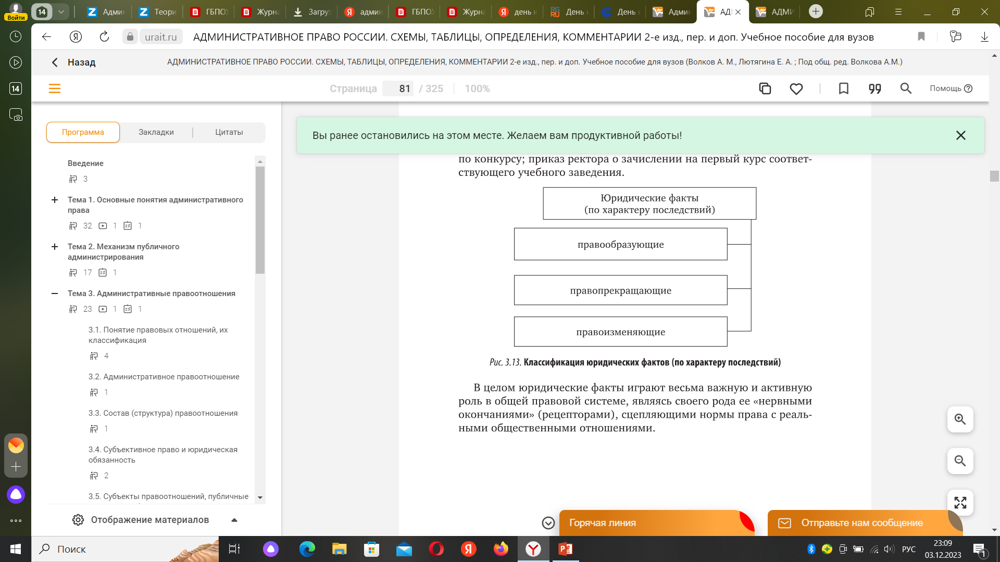 14
Админ
Теори
ГБПОУ
Журна
Загруз
админ
ГБПОУ
Журна
день н
День н
День н
Админ
АДМ
АДМИ
Войти
urait.ru
АДМИНИСТРАТИВНОЕ ПРАВО РОССИИ. СХЕМЫ, ТАБЛИЦЫ, ОПРЕДЕЛЕНИЯ, КОММЕНТАРИИ 2-е изд., пер. и доп. Учебное пособие для вузов
Назад
АДМИНИСТРАТИВНОЕ ПРАВО РОССИИ. СХЕМЫ, ТАБЛИЦЫ, ОПРЕДЕЛЕНИЯ, КОММЕНТАРИИ 2-е изд., пер. и доп. Учебное пособие для вузов (Волков А. М., Лютягина Е. А. ; Под общ. ред. Волкова А.М.)
14
Страница 81 / 325 100%
Помощь
Программа
Закладки
Цитаты
Введение
3
Тема 1. Основные понятия административного
права
32 1 1
Тема 2. Механизм публичного
администрирования
17 1
Тема 3. Административные правоотношения
23 1 1
3.1. Понятие правовых отношений, их
классификация
4
3.2. Административное правоотношение
1
3.3. Состав (структура) правоотношения
1
3.4. Субъективное право и юридическая
обязанность
2
3.5. Субъекты правоотношений, публичные
Отображение материалов
Вы ранее остановились на этом месте. Желаем вам продуктивной работы!
по конкурсу; приказ ректора о зачислении на первый курс соответ-
ствующего учебного заведения.
Юридические факты
(по характеру последствий)
правообразующие
правопрекращающие
правоизменяющие
Рис. 3.13. Классификация юридических фактов (по характеру последствий)
В целом юридические факты играют весьма важную и активную
роль в общей правовой системе, являясь своего рода ее «нервными
окончаниями» (рецепторами), сцепляющими нормы права с реаль-
ными общественными отношениями.
Горячая линия
Отправьте нам сообщение
Поиск
РУС
23:09
03.12.2023
1